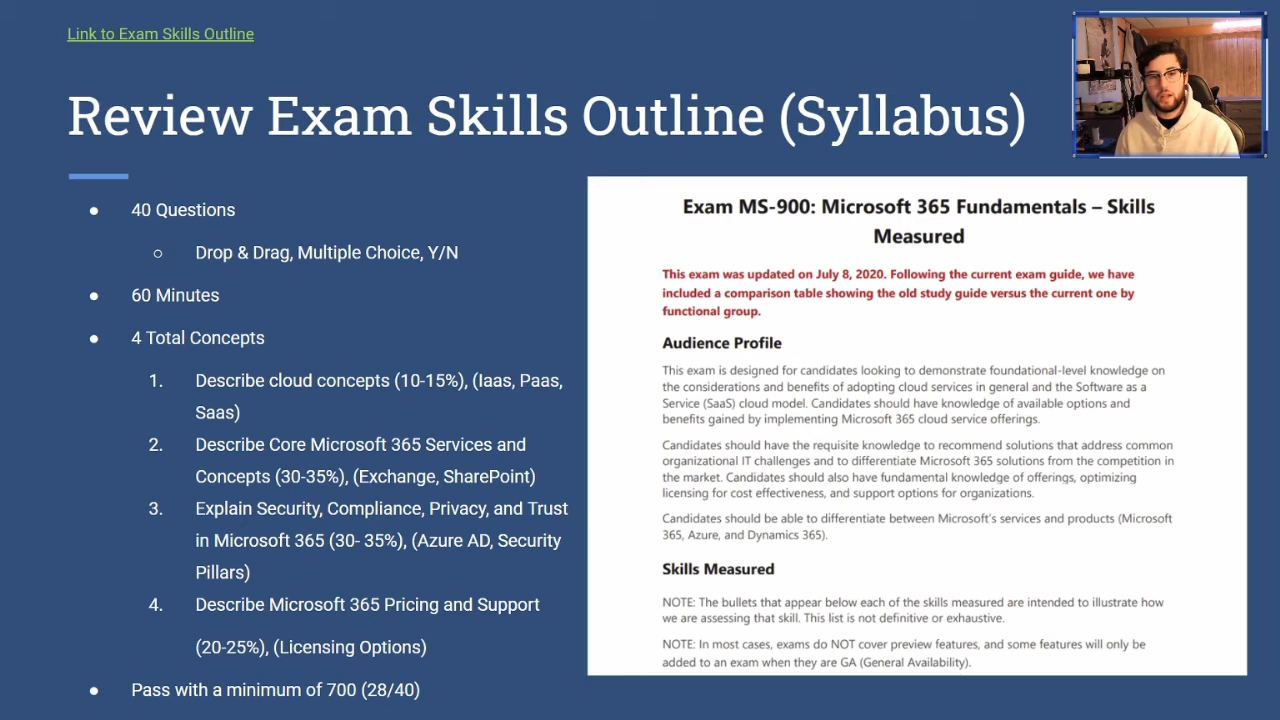 Link to Exam Skills Outline
Review Exam Skills Outline (Syllabus)
● 40 Questions
○ Drop & Drag, Multiple Choice, Y/N
● 60 Minutes
● 4 Total Concepts
1. Describe cloud concepts (10-15%), (Iaas, Paas,
Saas)
2. Describe Core Microsoft 365 Services and
Concepts (30-35%), (Exchange, SharePoint)
3. Explain Security, Compliance, Privacy, and Trust
in Microsoft 365 (30- 35%), (Azure AD, Security
Pillars)
4. Describe Microsoft 365 Pricing and Support
(20-25%), (Licensing Options)
● Pass with a minimum of 700 (28/40)
Exam MS-900: Microsoft 365 Fundamentals – Skills
Measured
This exam was updated on July 8, 2020. Following the current exam guide, we have
included a comparison table showing the old study guide versus the current one by
functional group.
Audience Profile
This exam is designed for candidates looking to demonstrate foundational-level knowledge on
the considerations and benefits of adopting cloud services in general and the Software as a
Service (SaaS) cloud model. Candidates should have knowledge of available options and
benefits gained by implementing Microsoft 365 cloud service offerings.
Candidates should have the requisite knowledge to recommend solutions that address common
organizational IT challenges and to differentiate Microsoft 365 solutions from the competition in
the market. Candidates should also have fundamental knowledge of offerings, optimizing
licensing for cost effectiveness, and support options for organizations.
Candidates should be able to differentiate between Microsoft's services and products (Microsoft
365, Azure, and Dynamics 365).
Skills Measured
NOTE: The bullets that appear below each of the skills measured are intended to illustrate how
we are assessing that skill. This list is not definitive or exhaustive.
NOTE: In most cases, exams do NOT cover preview features, and some features will only be
added to an exam when they are GA (General Availability).